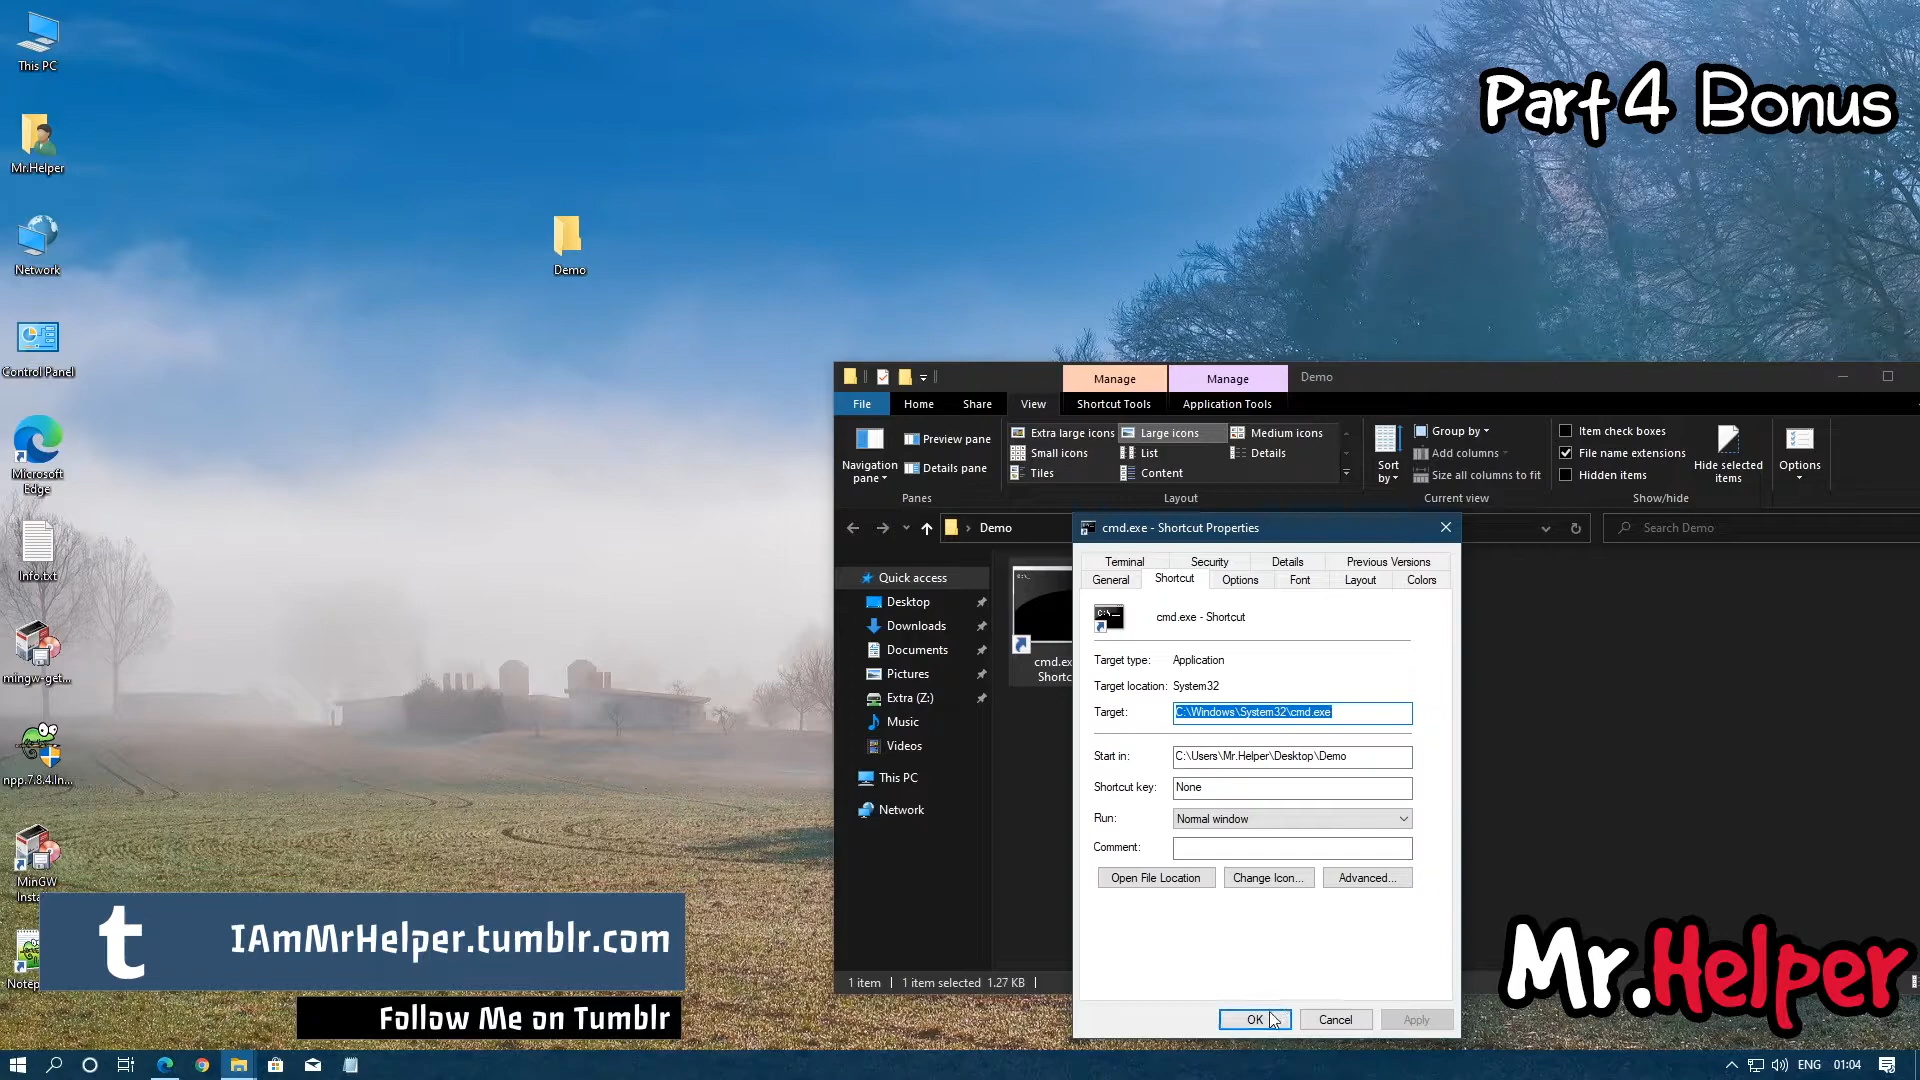 This PC
Mr.Helper
Network
Control Panel
Microsoft
Edge
Info.txt
mingw-get...
npp.7.8.4.In...
MinGW
Insta
Notep
Demo
Part 4 Bonus
Manage
Manage
Demo
File
Home
Share
View
Shortcut Tools
Application Tools
Navigation
pane
Preview pane
Details pane
Panes
Extra large icons
Large icons
Medium icons
Small icons
List
Details
Tiles
Content
Layout
Sort
by
Group by
Add columns
Size all columns to fit
Current view
Item check boxes
File name extensions
Hidden items
Hide selected
items
Show/hide
Options
Demo
Search Demo
Quick access
Desktop
Downloads
Documents
Pictures
Extra (Z:)
Music
Videos
This PC
Network
C:\_
cmd.ex
Shortc
1 item
1 item selected 1.27 KB
cmd.exe - Shortcut Properties
Terminal
Security
Details
Previous Versions
General
Shortcut
Options
Font
Layout
Colors
cmd.exe - Shortcut
Target type: Application
Target location: System32
Target: C:\Windows\System32\cmd.exe
Start in: C:\Users\Mr.Helper\Desktop\Demo
Shortcut key: None
Run: Normal window
Comment:
Open File Location
Change Icon...
Advanced...
OK
Cancel
Apply
t
IAmMrHelper.tumblr.com
Follow Me on Tumblr
Mr.Helper
ENG
01:04